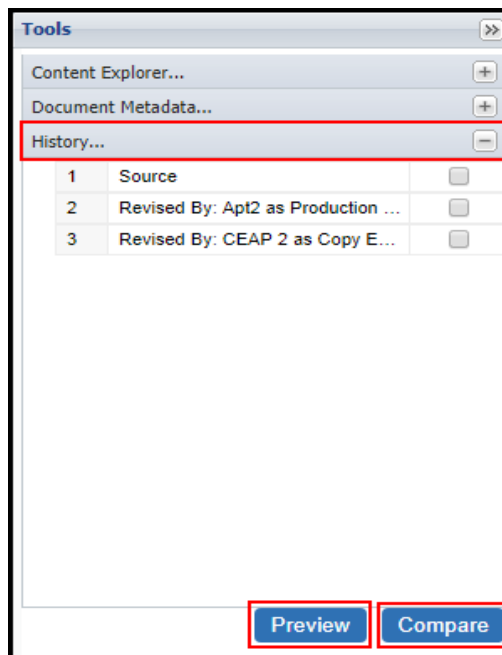 Tools
Content Explorer...
Document Metadata...
History...
1 Source
2 Revised By: Apt2 as Production ...
3 Revised By: CEAP 2 as Copy E...
Preview Compare